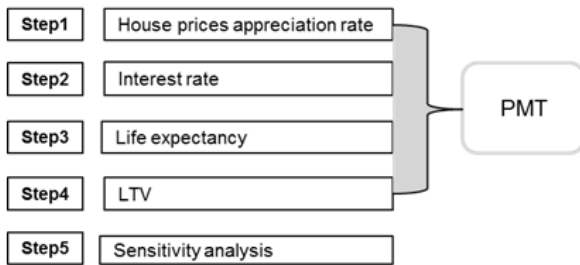 Step1 House prices appreciation rate
Step2 Interest rate
Step3 Life expectancy
Step4 LTV
Step5 Sensitivity analysis
PMT